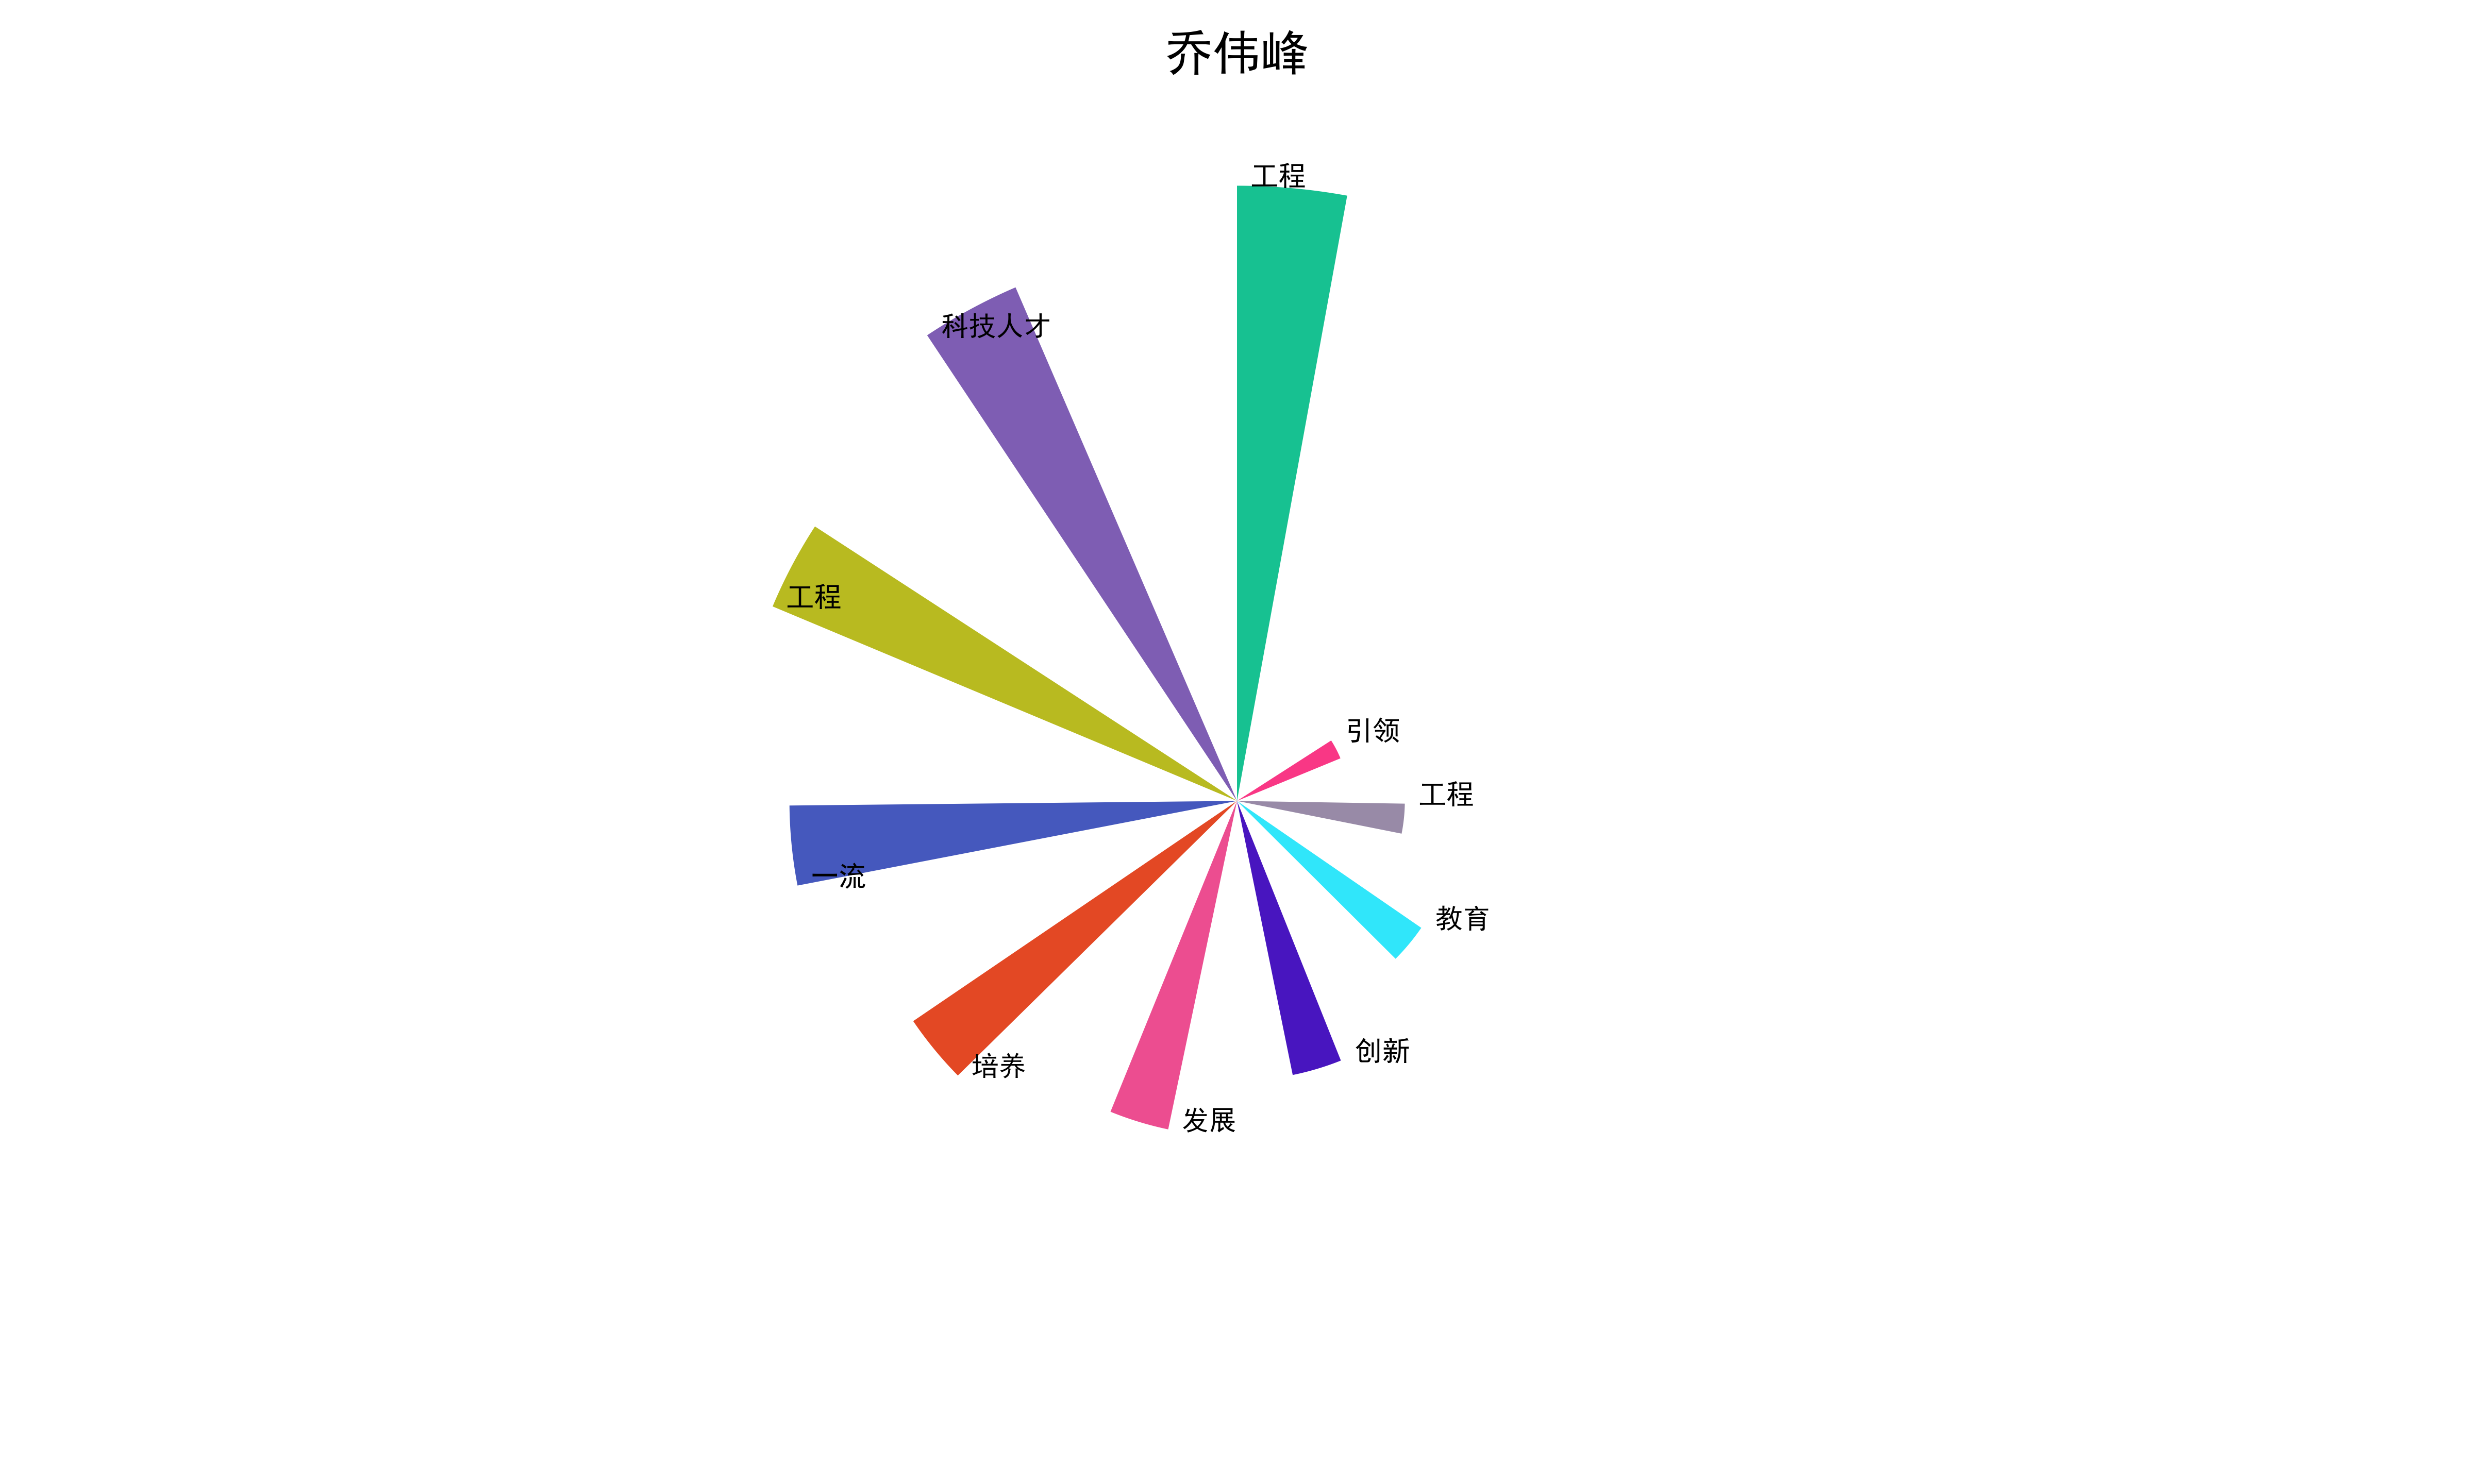 乔伟峰
工程
科技人才
工程
引领
工程
一流
教育
创新
培养
发展